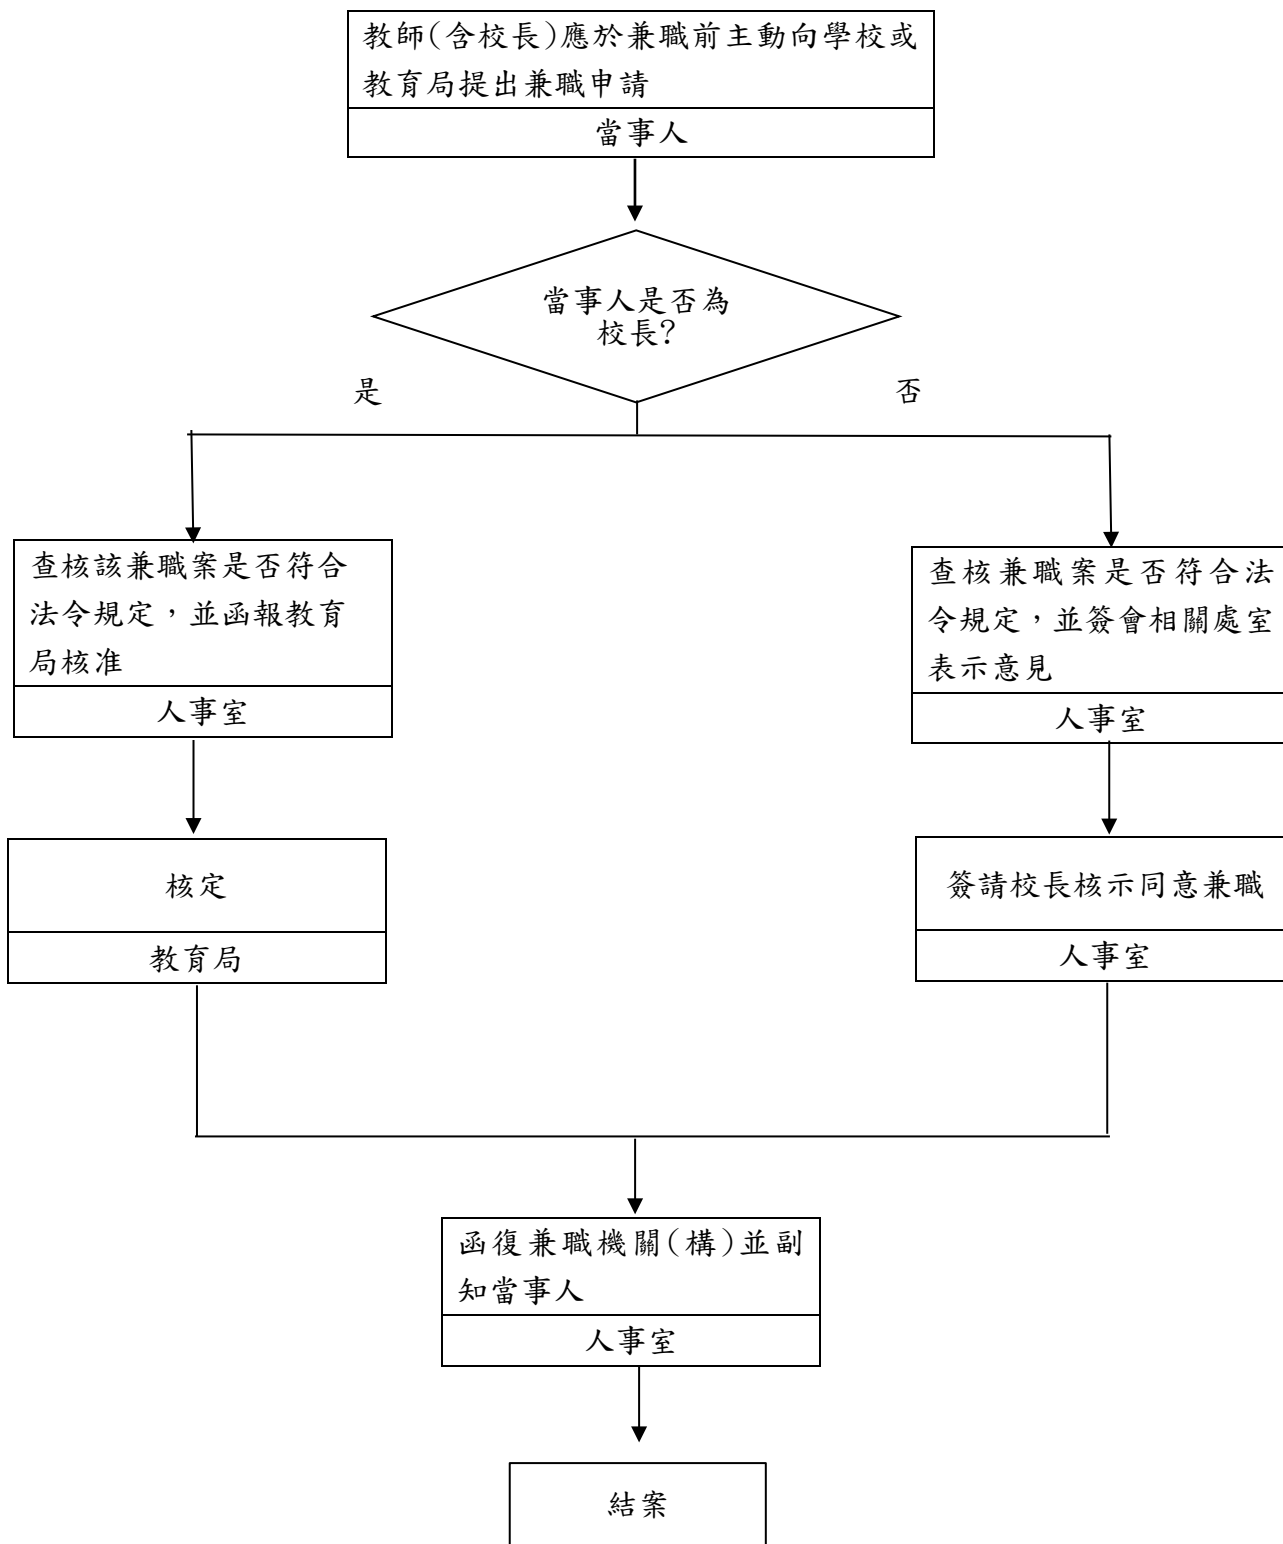 教師(含校長)應於兼職前主動向學校或
教育局提出兼職申請
當事人
當事人是否為
校長?
是
否
查核該兼職案是否符合
法令規定，並函報教育
局核准
人事室
查核兼職案是否符合法
令規定，並簽會相關處室
表示意見
人事室
核定
教育局
簽請校長核示同意兼職
人事室
函復兼職機關(構)並副
知當事人
人事室
結案